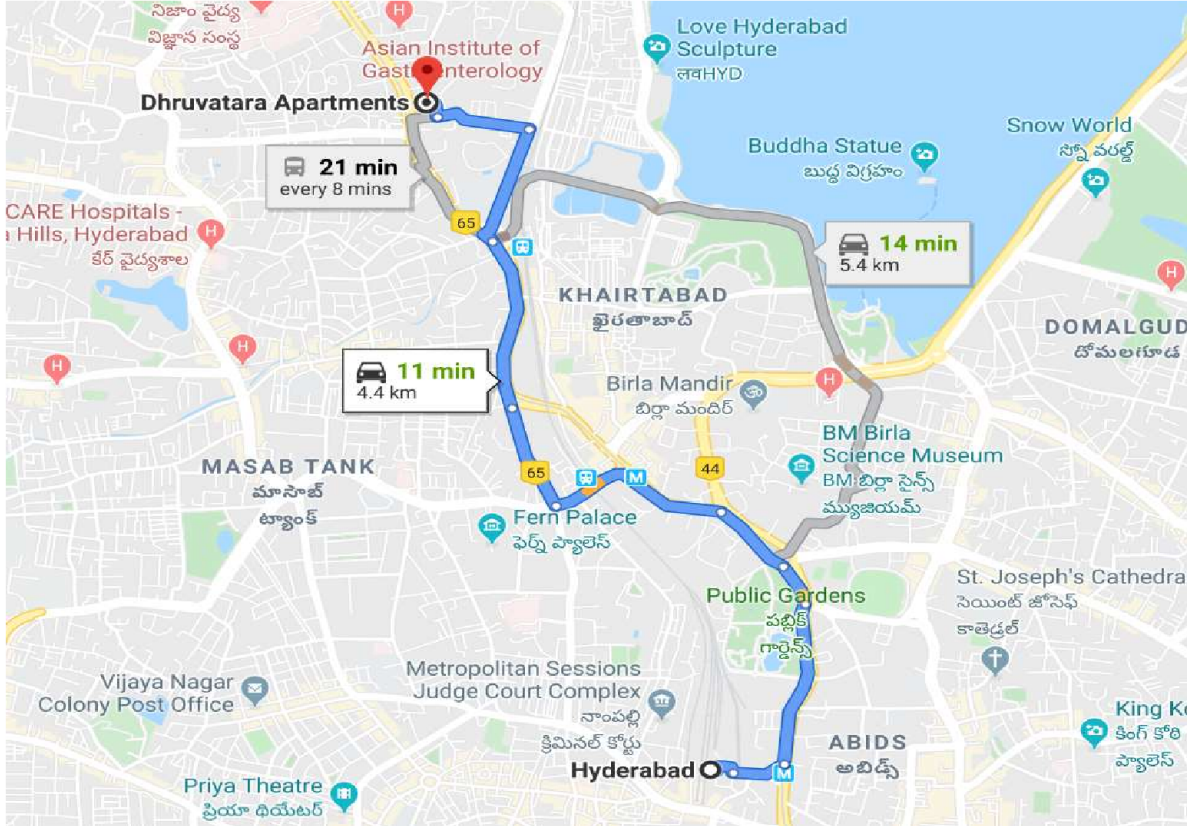 నిజాం వైద్య
విజ్ఞాన సంస్థ
H
Asian Institute of
Gast enterology
Dhruvatara Apartments
Love Hyderabad
Sculpture
लवHYD
Snow World
స్నో వరల్డ్
Buddha Statue
బుద్ధ విగ్రహం
21 min
every 8 mins
CARE Hospitals -
a Hills, Hyderabad
కేర్ వైద్యశాల
H
65
14 min
5.4 km
H
KHAIRTABAD
ఖైరతాబాద్
DOMALGUD
దోమలగూడ
H
H
11 min
4.4 km
Birla Mandir
బిర్లా మందిర్
H
BM Birla
Science Museum
BM బిర్లా సైన్స్
మ్యూజియమ్
MASAB TANK
మాసాబ్
ట్యాంక్
65
M
44
Fern Palace
ఫెర్న్ ప్యాలెస్
Public Gardens
పబ్లిక్
గార్డెన్స్
St. Joseph's Cathedra
సెయింట్ జోసెఫ్
కాతెడ్రల్
Metropolitan Sessions
Judge Court Complex
నాంపల్లి
క్రిమినల్ కోర్టు
Vijaya Nagar
Colony Post Office
King Ko
కింగ్ కోఠి
ప్యాలెస్
ABIDS
అబిడ్స్
Hyderabad
M
Priya Theatre
ప్రియా థియేటర్